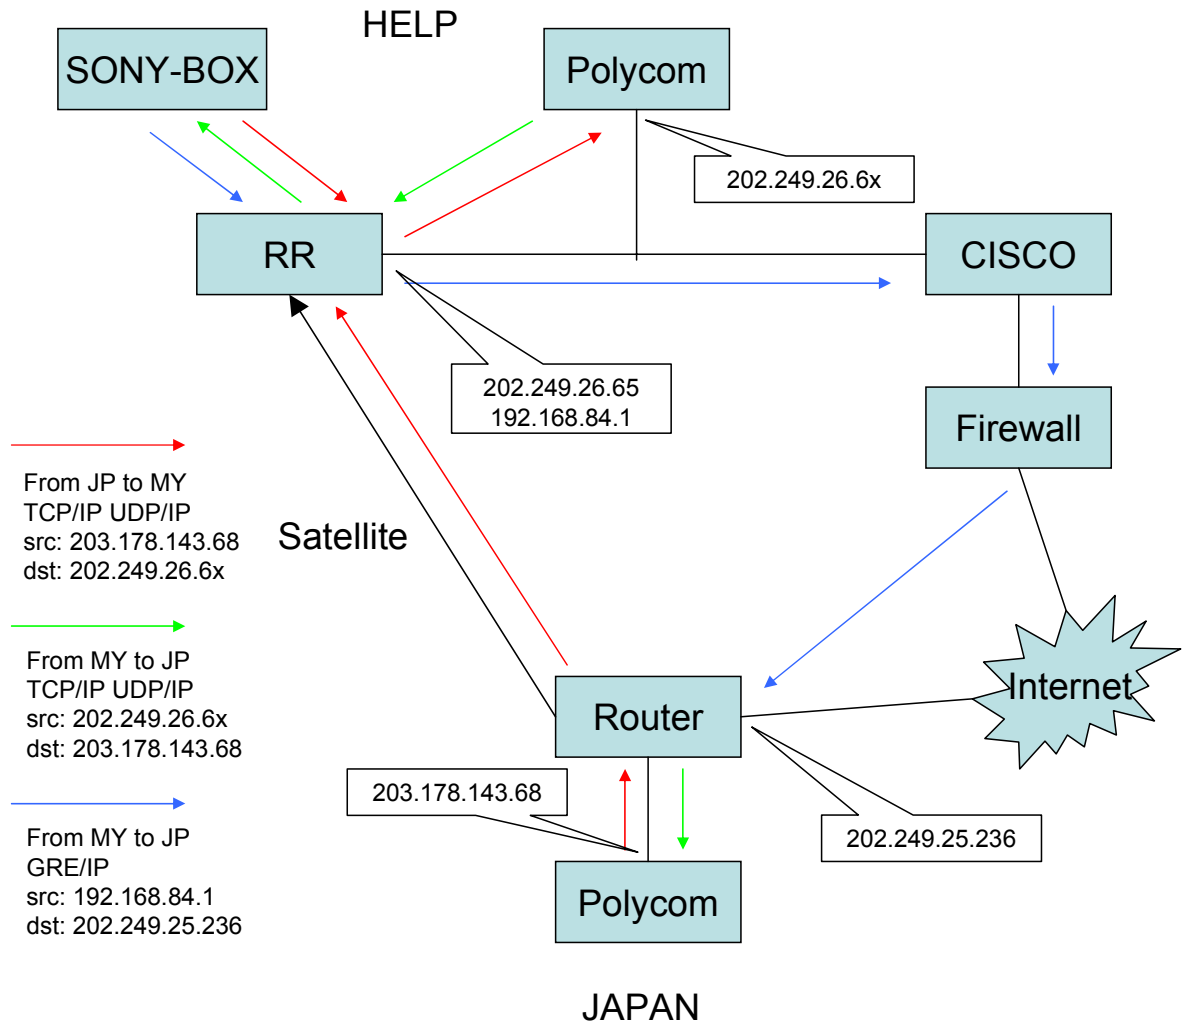 HELP
SONY-BOX
Polycom
202.249.26.6x
RR
CISCO
202.249.26.65
192.168.84.1
Firewall
From JP to MY
TCP/IP UDP/IP
src: 203.178.143.68
dst: 202.249.26.6x
Satellite
From MY to JP
TCP/IP UDP/IP
src: 202.249.26.6x
dst: 203.178.143.68
Internet
Router
203.178.143.68
202.249.25.236
From MY to JP
GRE/IP
src: 192.168.84.1
dst: 202.249.25.236
Polycom
JAPAN